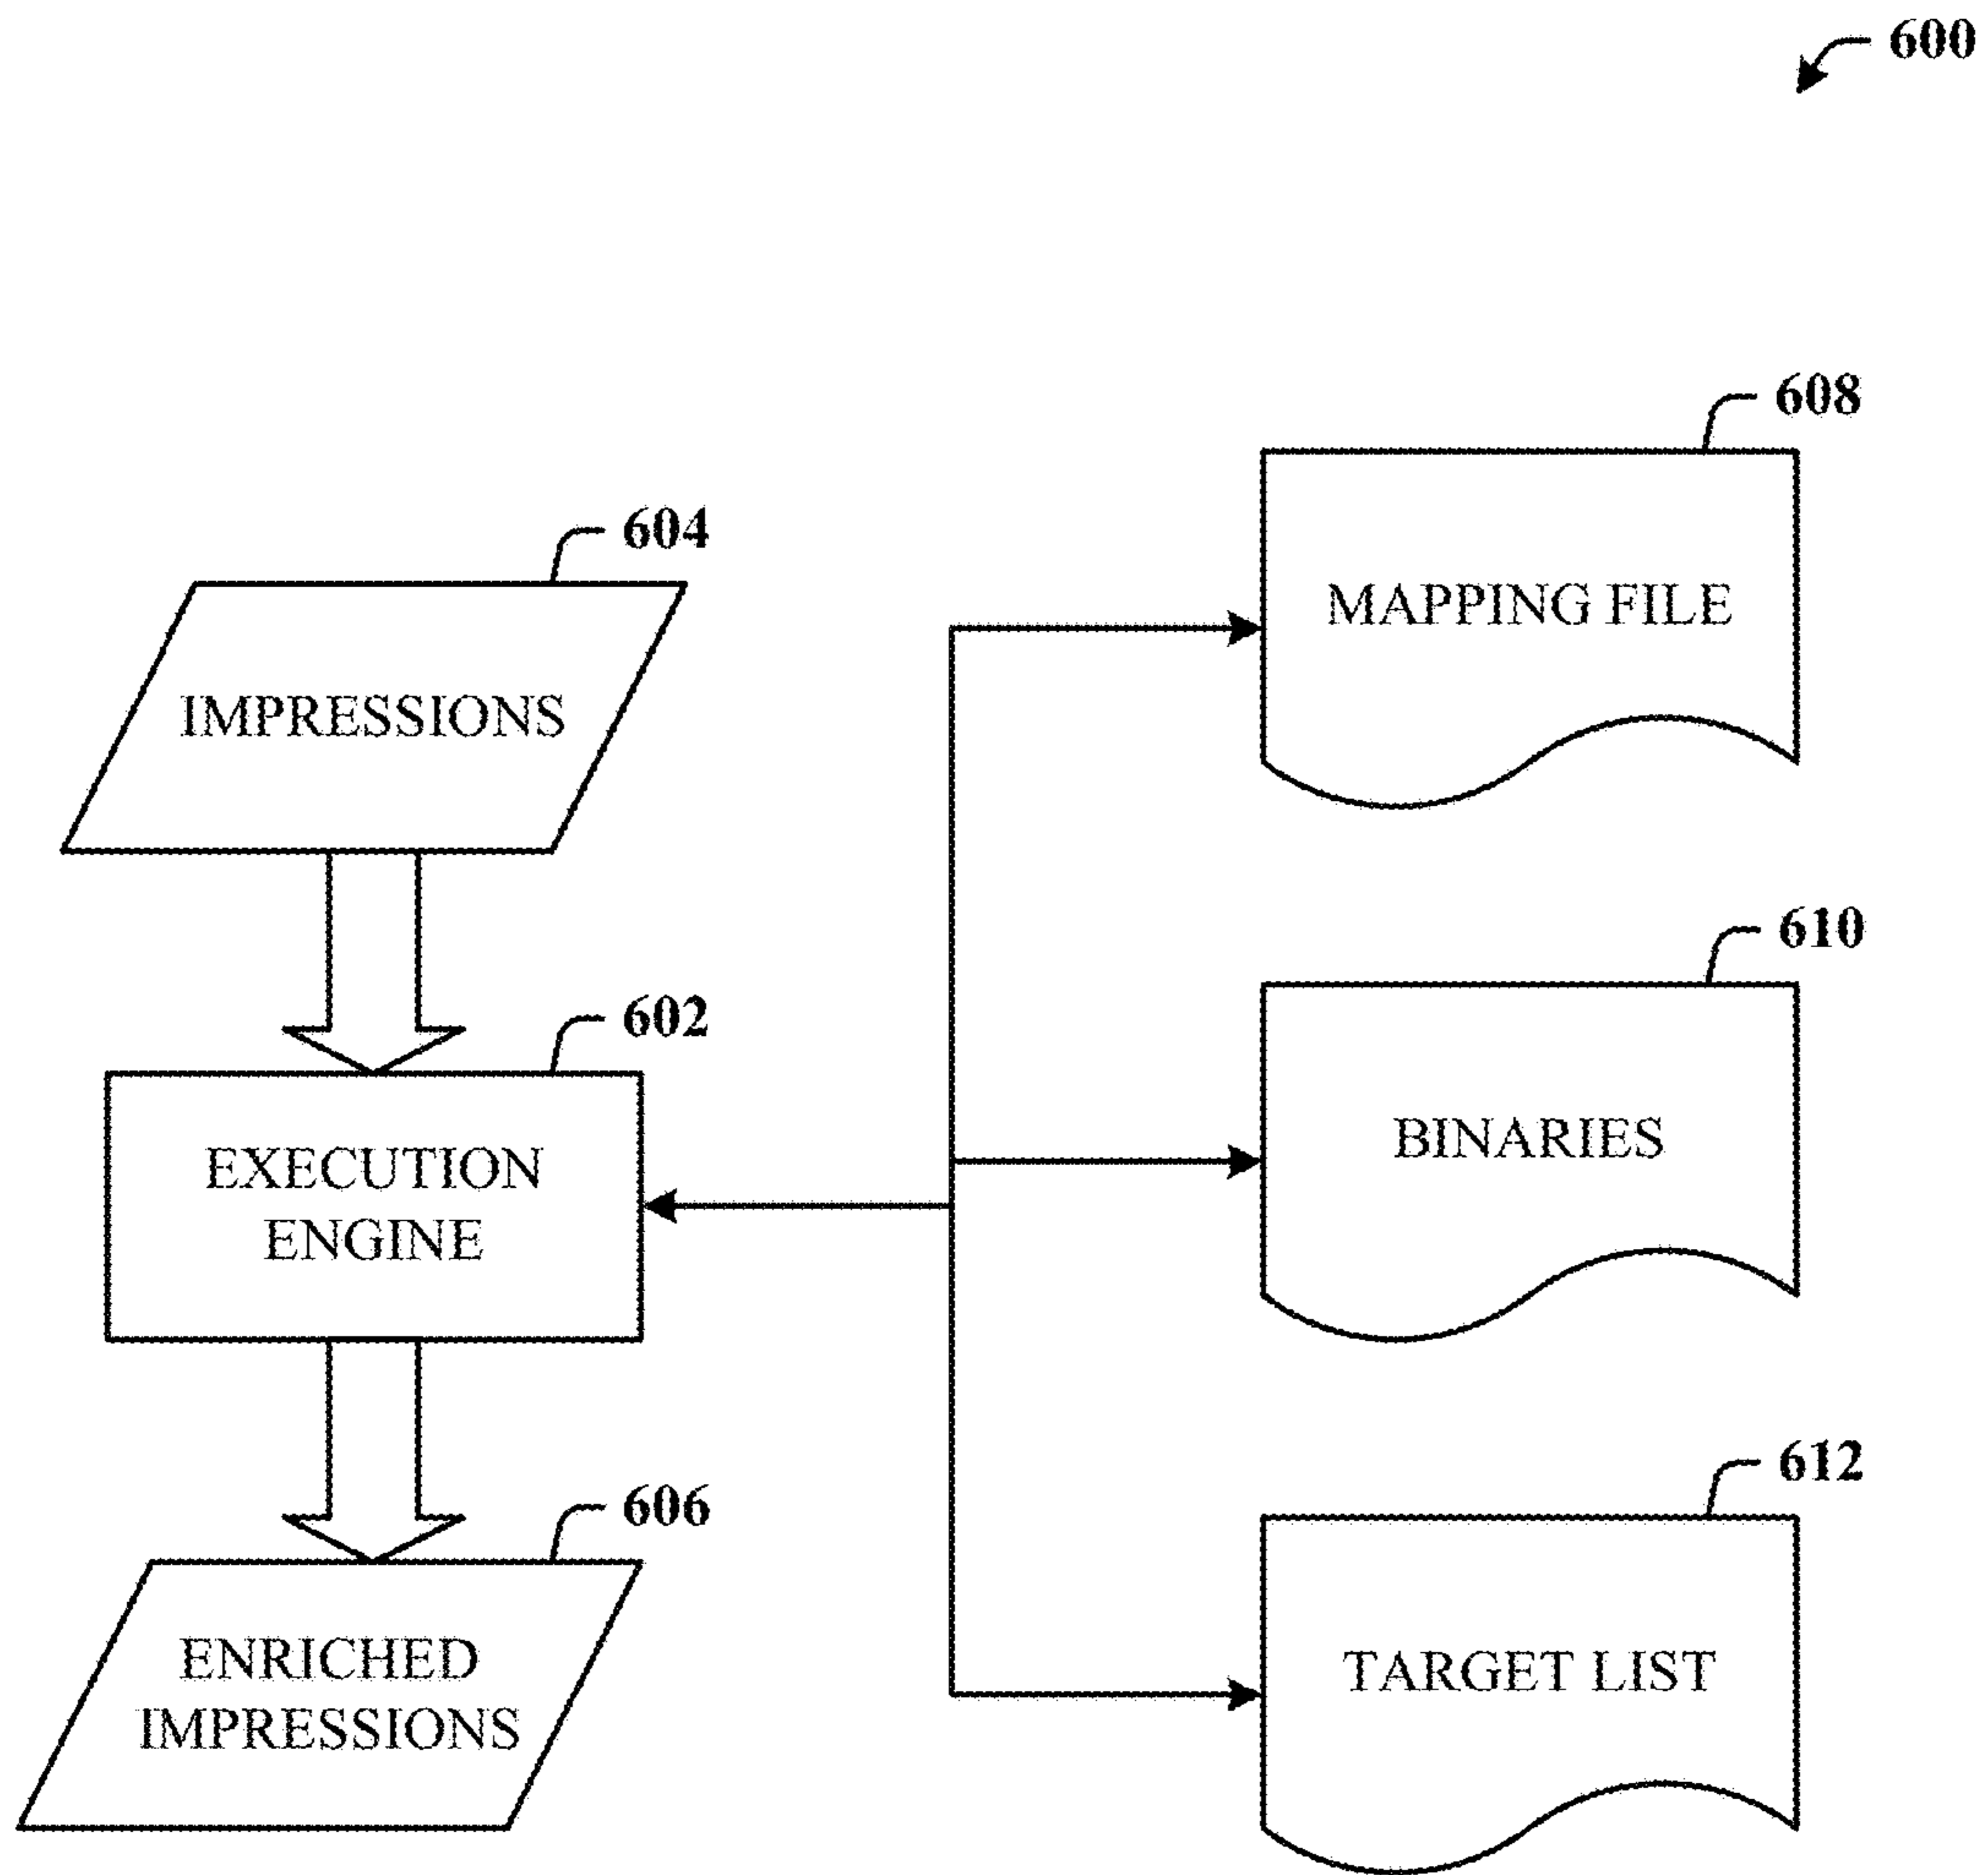 600
608
MAPPING FILE
604
IMPRESSIONS
610
BINARIES
602
EXECUTION
ENGINE
612
TARGET LIST
606
ENRICHED
IMPRESSIONS